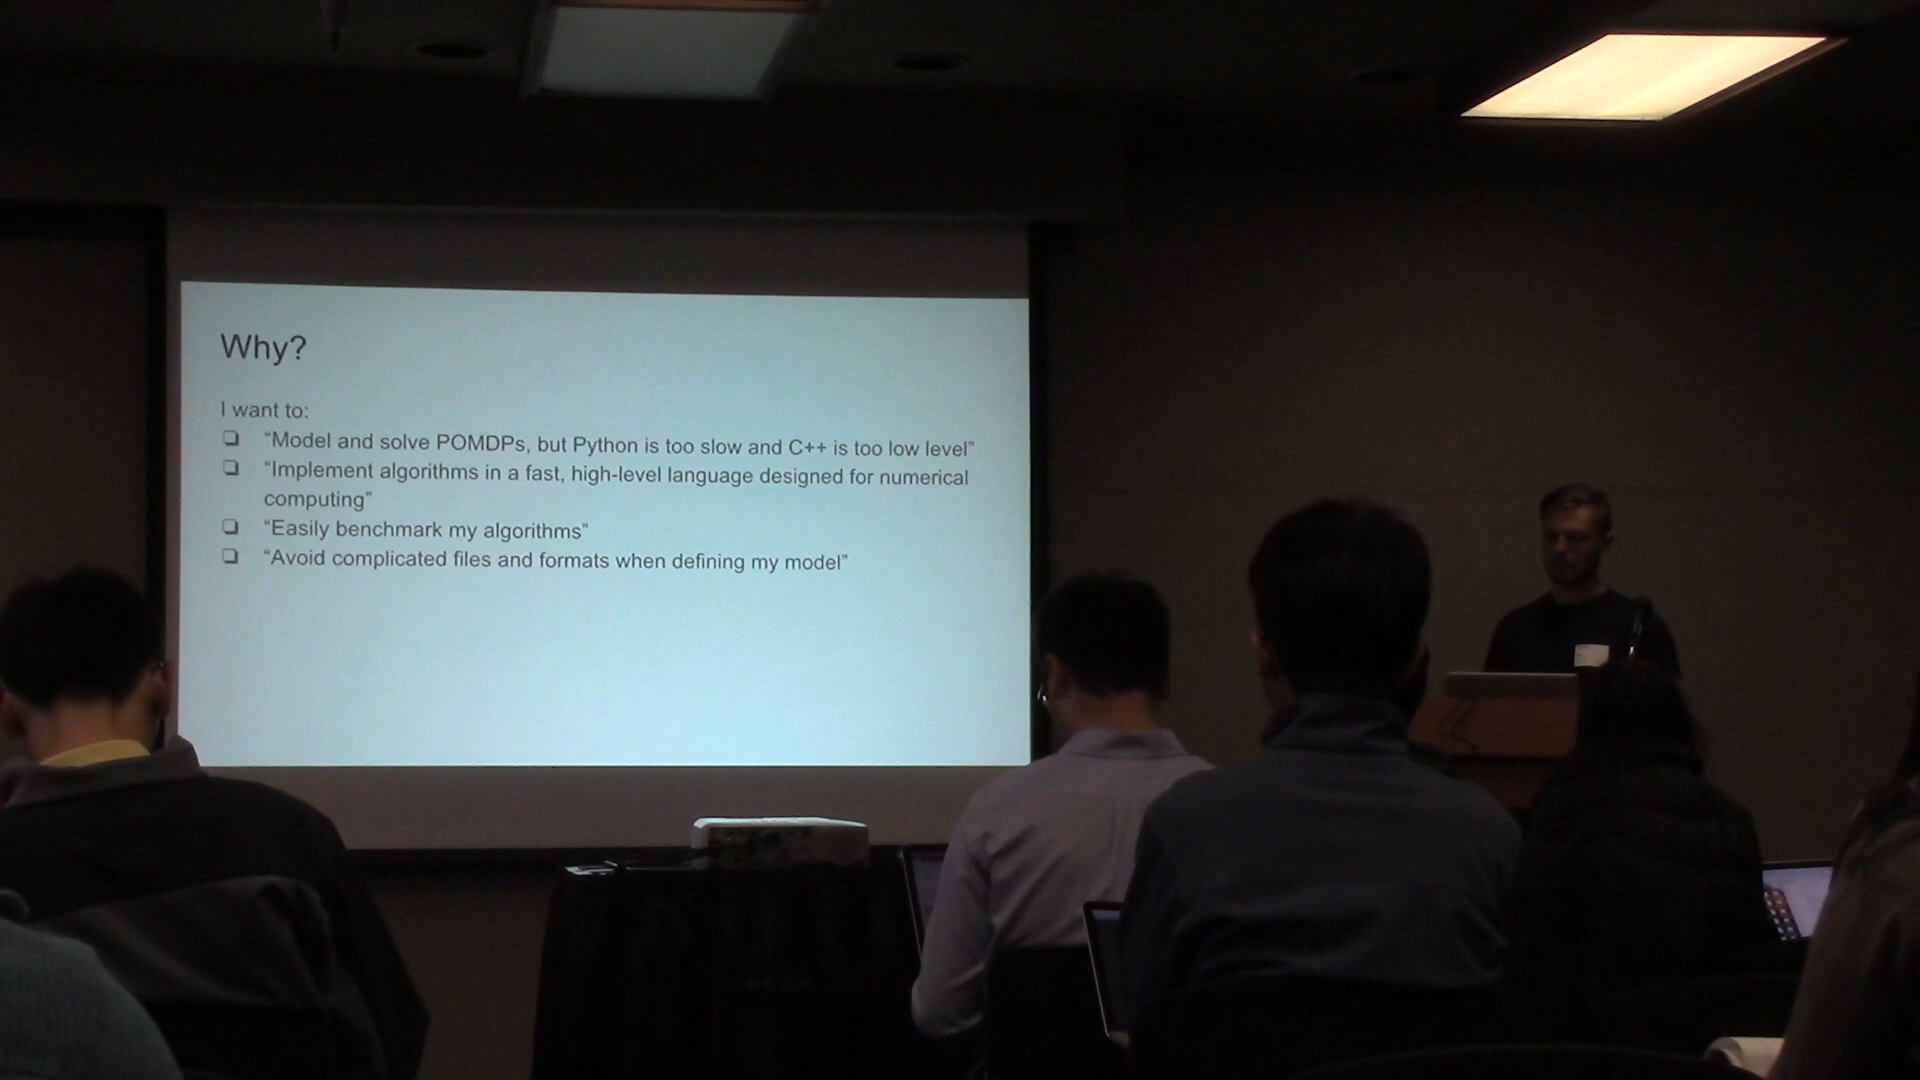 Why?
I want to:
❏ “Model and solve POMDPs, but Python is too slow and C++ is too low level”
❏ “Implement algorithms in a fast, high-level language designed for numerical
computing”
❏ “Easily benchmark my algorithms”
❏ “Avoid complicated files and formats when defining my model”